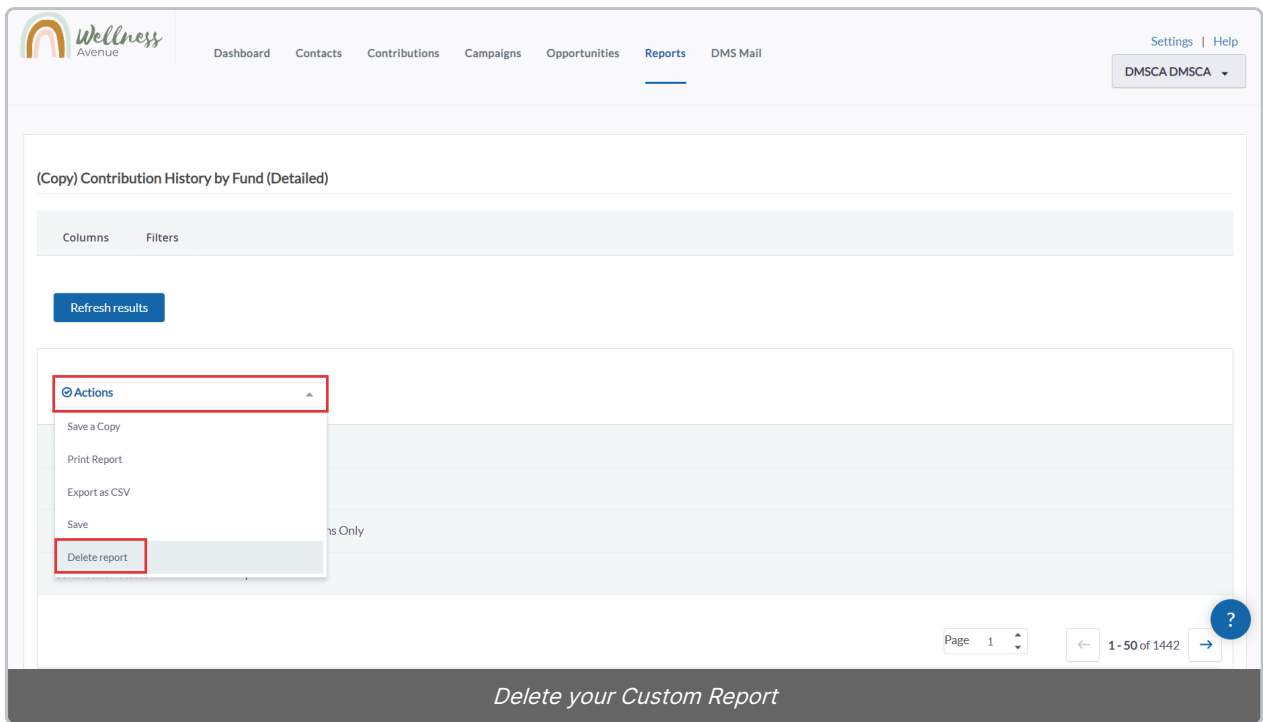 Wellness
Avenue
Dashboard Contacts Contributions Campaigns Opportunities Reports DMS Mail
Settings | Help
DMSCA DMSCA
(Copy) Contribution History by Fund (Detailed)
Columns Filters
Refresh results
Actions
Save a Copy
Print Report
Export as CSV
Save
Only
Delete report
Page 1
1 - 50 of 1442
?
Delete your Custom Report